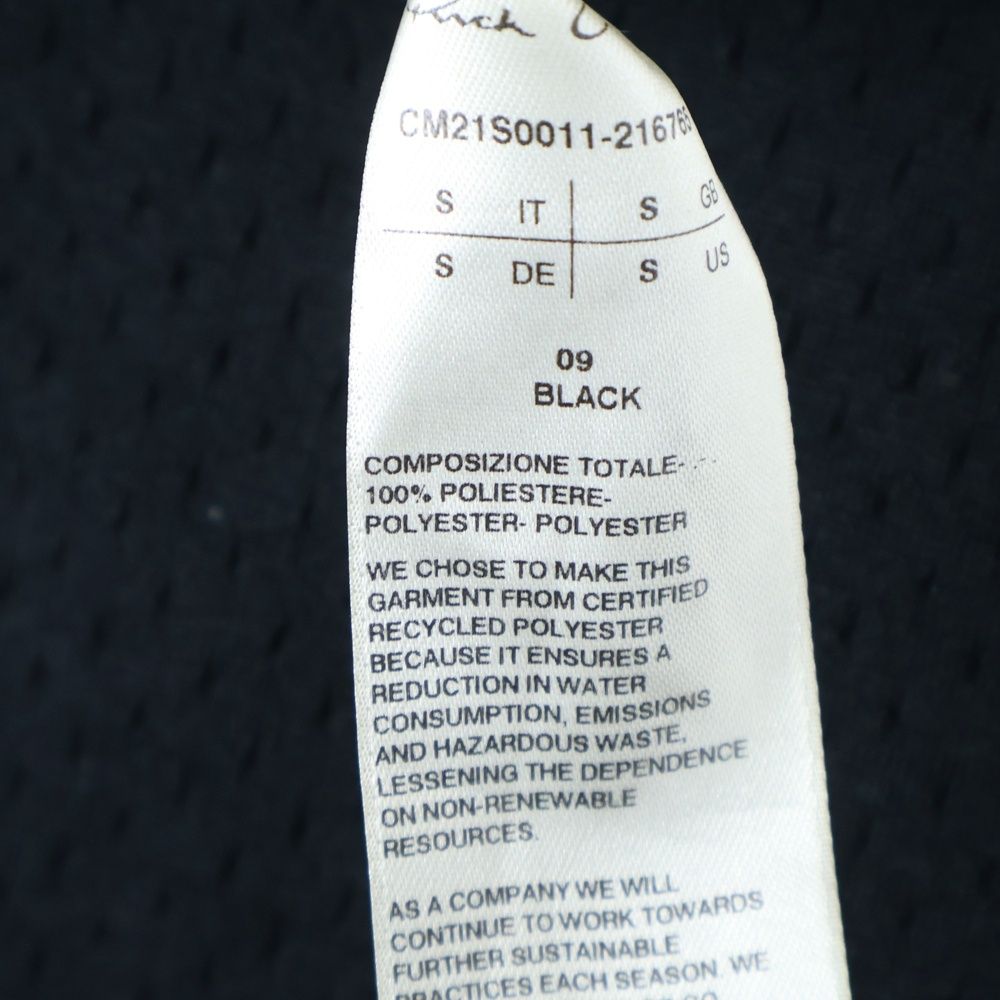 CM21S0011-216765
S IT S GB
S DE S US
09
BLACK
COMPOSIZIONE TOTALE-
100% POLIESTERE-
POLYESTER- POLYESTER
WE CHOSE TO MAKE THIS
GARMENT FROM CERTIFIED
RECYCLED POLYESTER
BECAUSE IT ENSURES A
REDUCTION IN WATER
CONSUMPTION, EMISSIONS
AND HAZARDOUS WASTE,
LESSENING THE DEPENDENCE
ON NON-RENEWABLE
RESOURCES.
AS A COMPANY WE WILL
CONTINUE TO WORK TOWARDS
FURTHER SUSTAINABLE
PRACTICES EACH SEASON. WE